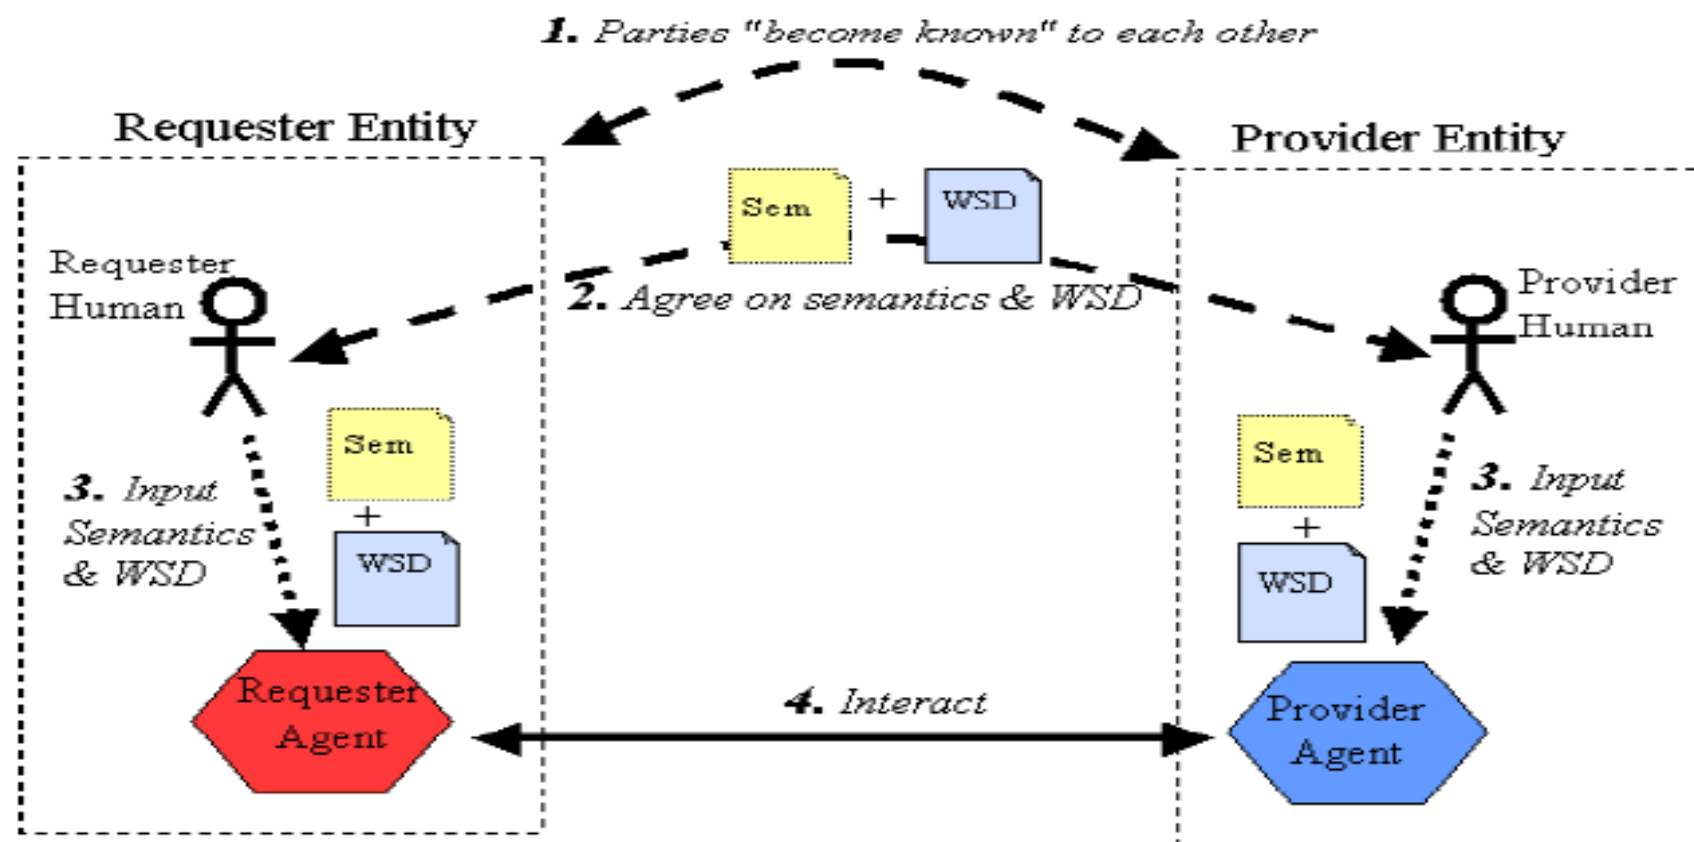 1. Parties "become known" to each other
Requester Entity
Provider Entity
Sem
+
WSD
Requester
Human
Provider
Human
2. Agree on semantics & WSD
Sem
+
WSD
3. Input
Semantics
& WSD
Sem
+
WSD
3. Input
Semantics
& WSD
Requester
Agent
4. Interact
Provider
Agent